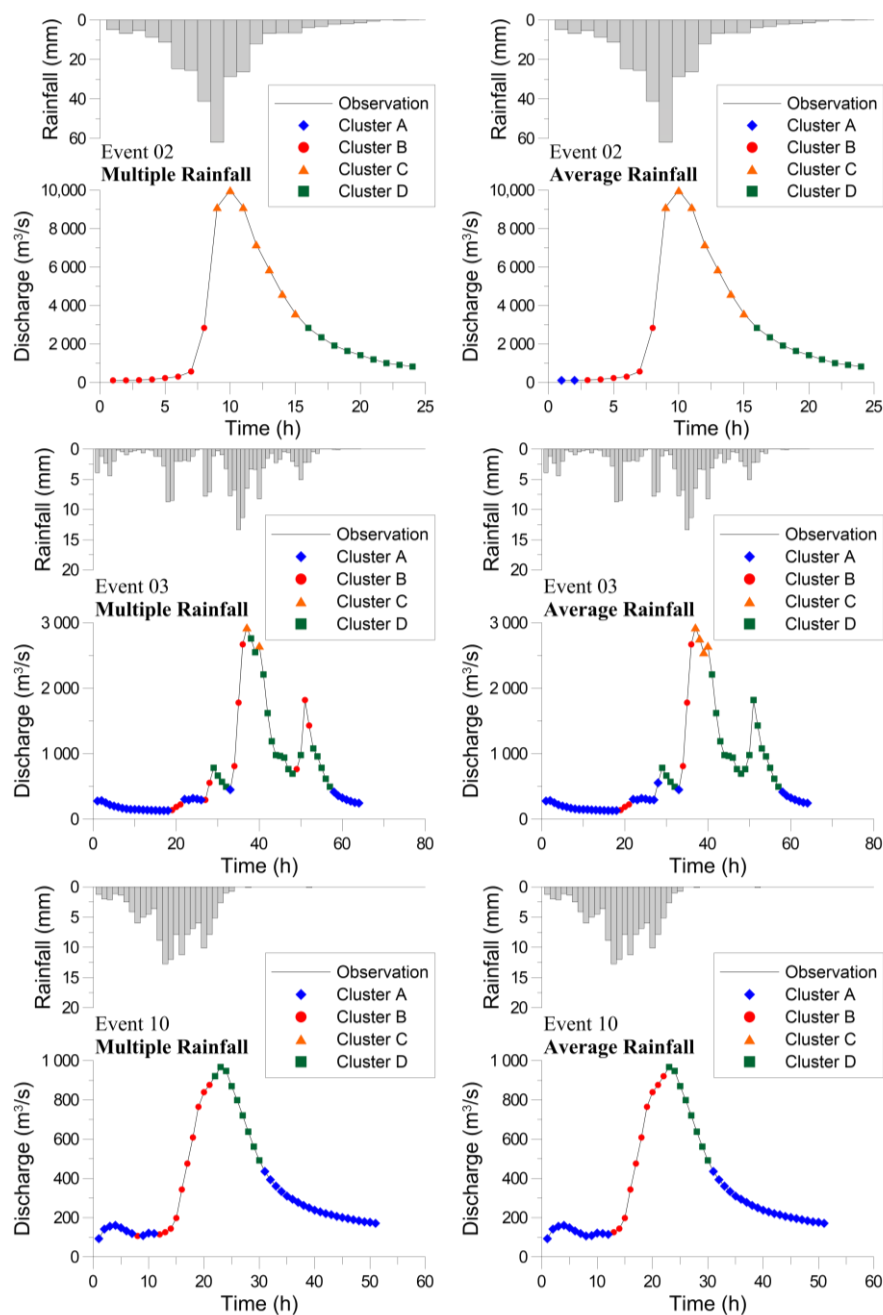 0
20
40
60
Rainfall (mm)
Observation
Cluster A
Cluster B
Cluster C
Cluster D
Event 02
Multiple Rainfall
10,000
8 000
6 000
4 000
2 000
0
Discharge (m³/s)
0 5 10 15 20 25
Time (h)
0
20
40
60
Rainfall (mm)
Observation
Cluster A
Cluster B
Cluster C
Cluster D
Event 02
Average Rainfall
10,000
8 000
6 000
4 000
2 000
0
Discharge (m³/s)
0 5 10 15 20 25
Time (h)
0
5
10
15
20
Rainfall (mm)
Observation
Cluster A
Cluster B
Cluster C
Cluster D
Event 03
Multiple Rainfall
3 000
2 000
1 000
0
Discharge (m³/s)
0 20 40 60 80
Time (h)
0
5
10
15
20
Rainfall (mm)
Observation
Cluster A
Cluster B
Cluster C
Cluster D
Event 03
Average Rainfall
3 000
2 000
1 000
0
Discharge (m³/s)
0 20 40 60 80
Time (h)
0
5
10
15
20
Rainfall (mm)
Observation
Cluster A
Cluster B
Cluster C
Cluster D
Event 10
Multiple Rainfall
1 000
800
600
400
200
0
Discharge (m³/s)
0 10 20 30 40 50 60
Time (h)
0
5
10
15
20
Rainfall (mm)
Observation
Cluster A
Cluster B
Cluster C
Cluster D
Event 10
Average Rainfall
1 000
800
600
400
200
0
Discharge (m³/s)
0 10 20 30 40 50 60
Time (h)